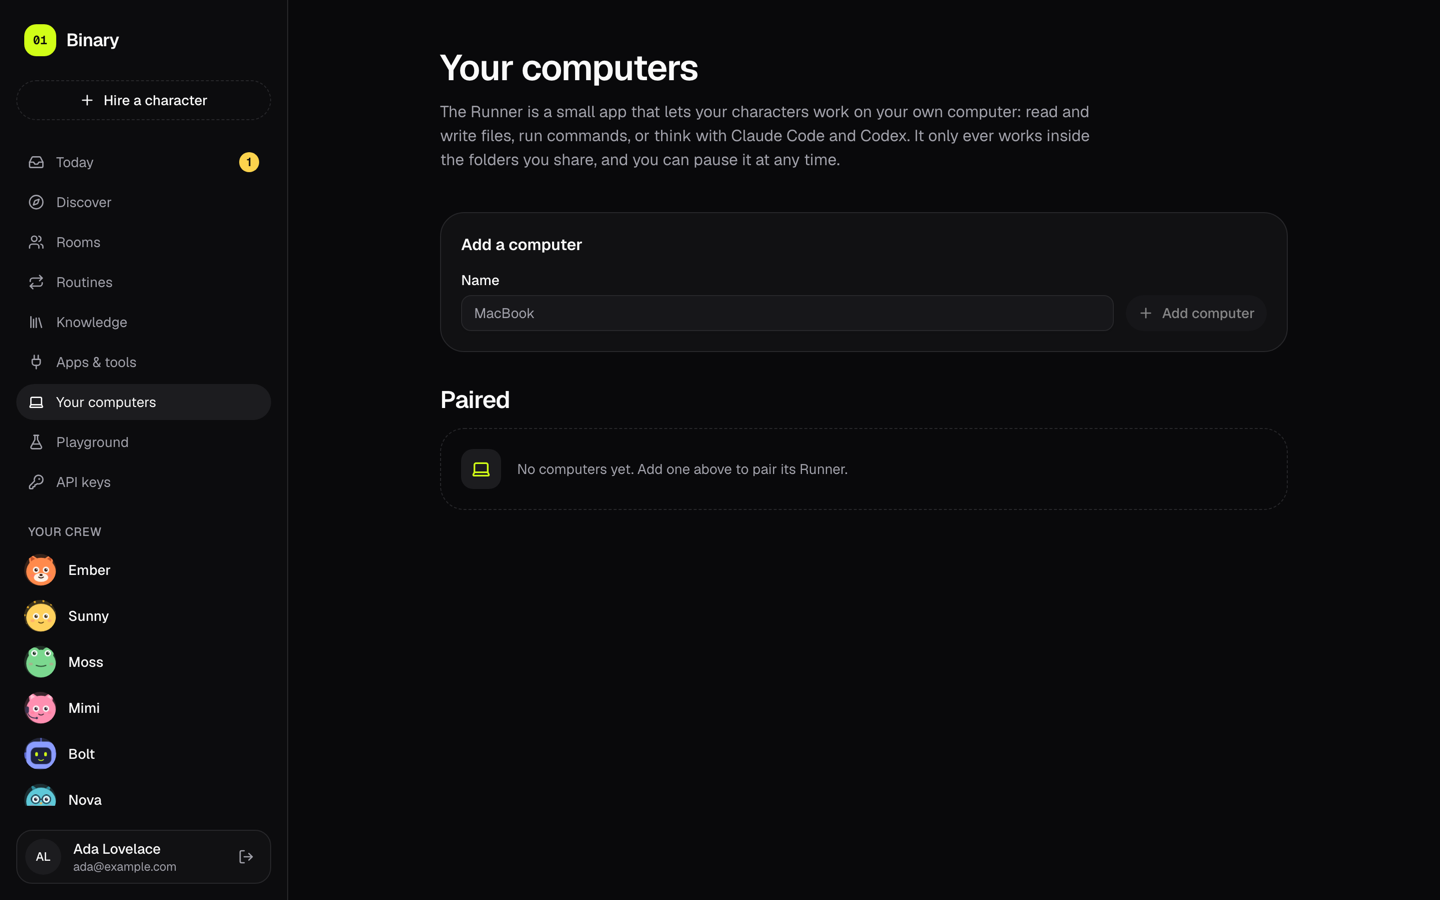 01 Binary
Hire a character
Today 1
Discover
Rooms
Routines
Knowledge
Apps & tools
Your computers
Playground
API keys
YOUR CREW
Ember
Sunny
Moss
Mimi
Bolt
Nova
AL
Ada Lovelace
ada@example.com
Your computers
The Runner is a small app that lets your characters work on your own computer: read and
write files, run commands, or think with Claude Code and Codex. It only ever works inside
the folders you share, and you can pause it at any time.
Add a computer
Name
MacBook
Add computer
Paired
No computers yet. Add one above to pair its Runner.